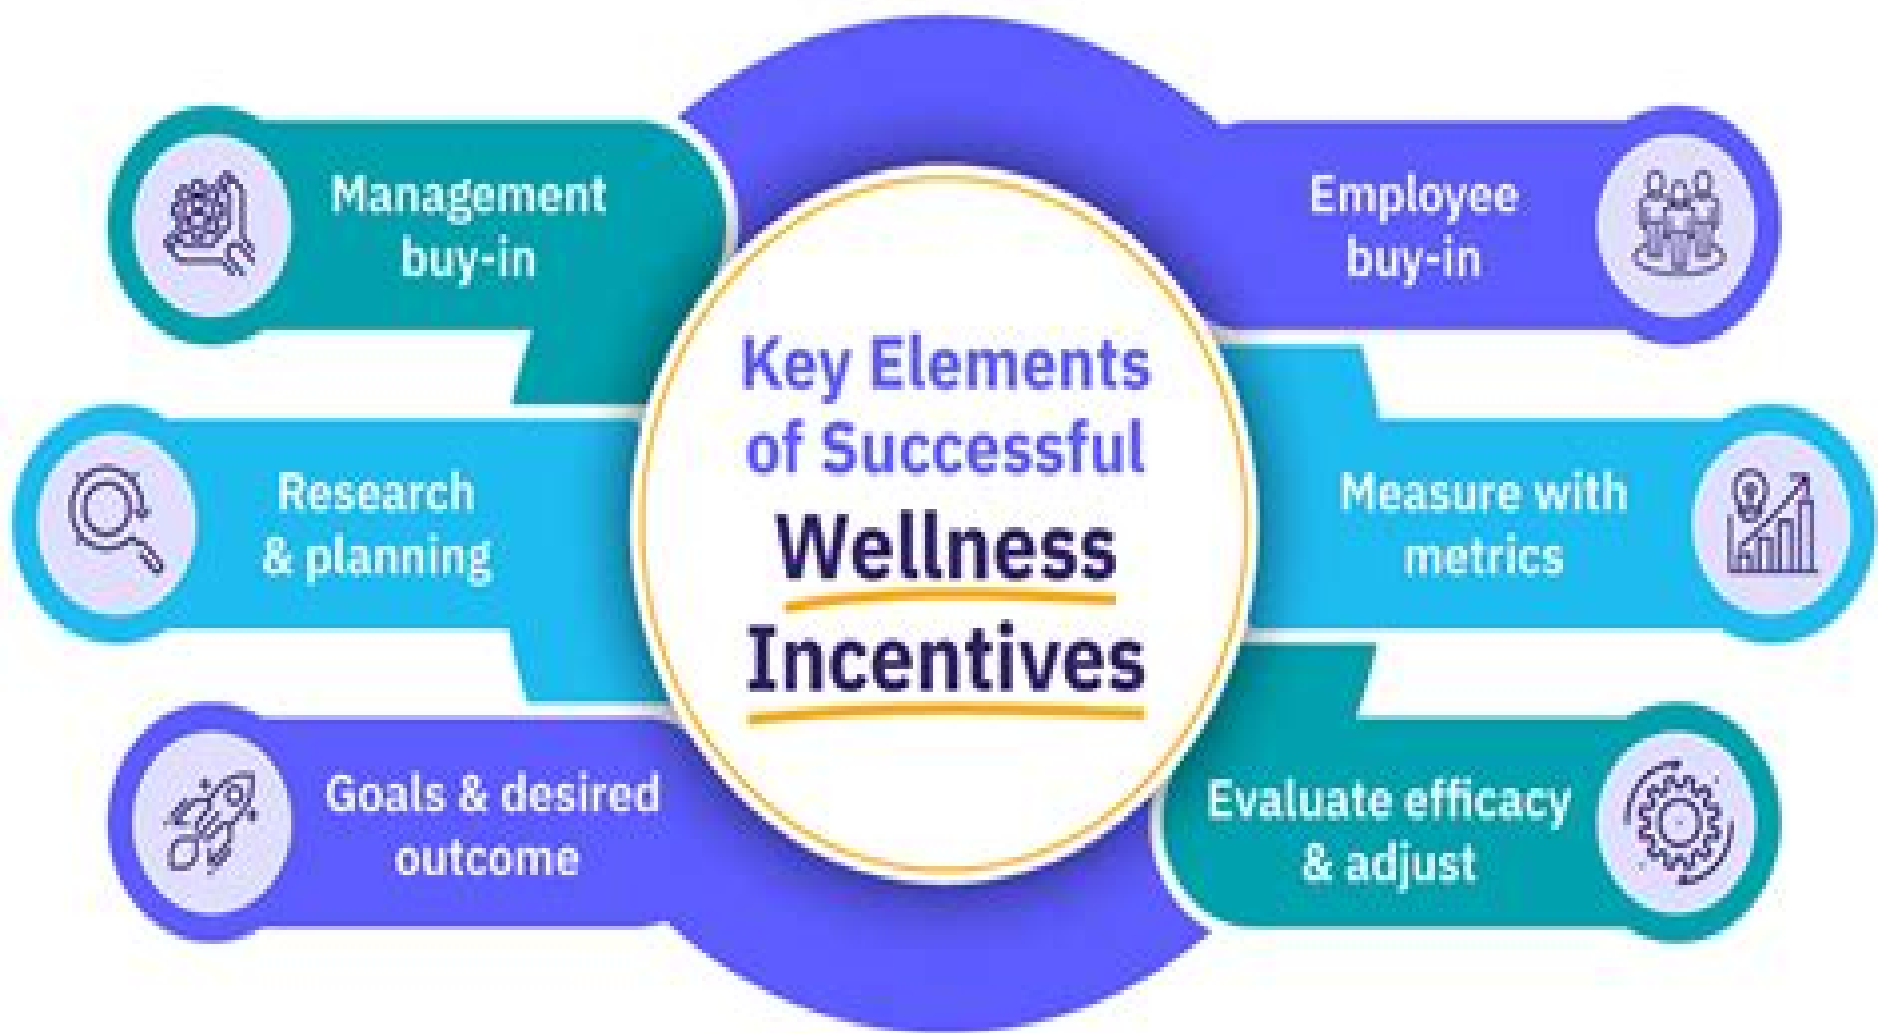 Management
buy-in
Research
& planning
Goals & desired
outcome
Key Elements
of Successful
Wellness
Incentives
Employee
buy-in
Measure with
metrics
Evaluate efficacy
& adjust